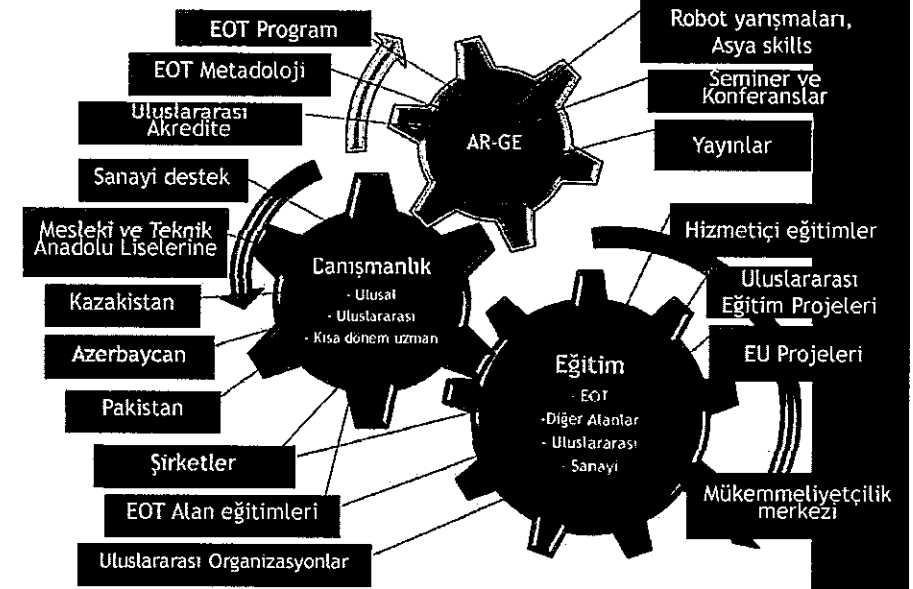 EOT Program
EOT Metadoloji
Uluslararası
Akredite
Sanayi destek
Mesleki ve Teknik
Anadolu Liselerine
Kazakistan
Azerbaycan
Pakistan
Şirketler
EOT Alan eğitimleri
Uluslararası Organizasyonlar
AR-GE
Danışmanlık
- Ulusal
- Uluslararası
- Kısa dönem uzman
Eğitim
- EOT
-Diğer Alanlar
- Uluslararası
- Sanayi
Robot yarışmaları,
Asya skills
Seminer ve
Konferanslar
Yayınlar
Hizmetiçi eğitimler
Uluslararası
Eğitim Projeleri
EU Projeleri
Mükemmeliyetçilik
merkezi